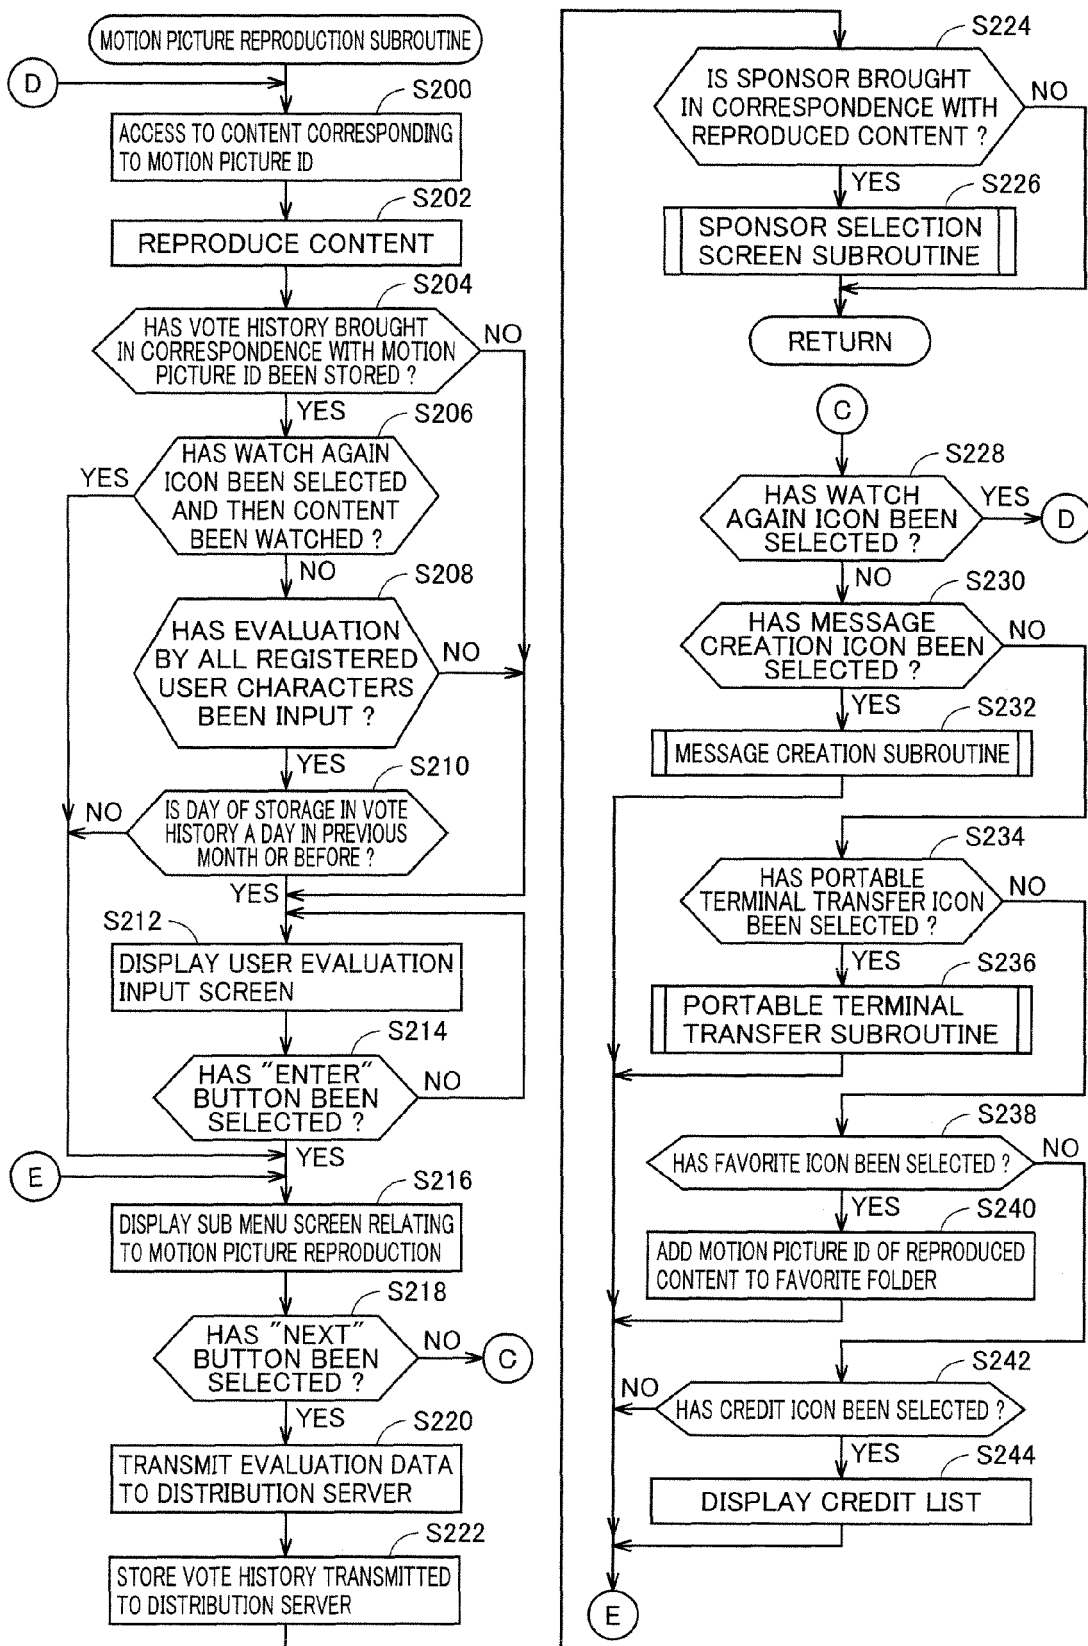 MOTION PICTURE REPRODUCTION SUBROUTINE
D
S200
ACCESS TO CONTENT CORRESPONDING
TO MOTION PICTURE ID
S202
REPRODUCE CONTENT
S204
HAS VOTE HISTORY BROUGHT
IN CORRESPONDENCE WITH MOTION
PICTURE ID BEEN STORED ?
NO
YES
S206
HAS WATCH AGAIN
ICON BEEN SELECTED
AND THEN CONTENT
BEEN WATCHED ?
YES
NO
S208
HAS EVALUATION
BY ALL REGISTERED
USER CHARACTERS
BEEN INPUT ?
NO
YES
S210
IS DAY OF STORAGE IN VOTE
HISTORY A DAY IN PREVIOUS
MONTH OR BEFORE ?
NO
YES
S212
DISPLAY USER EVALUATION
INPUT SCREEN
S214
HAS "ENTER"
BUTTON BEEN
SELECTED ?
NO
YES
E
S216
DISPLAY SUB MENU SCREEN RELATING
TO MOTION PICTURE REPRODUCTION
S218
HAS "NEXT"
BUTTON BEEN
SELECTED ?
NO
C
YES
S220
TRANSMIT EVALUATION DATA
TO DISTRIBUTION SERVER
S222
STORE VOTE HISTORY TRANSMITTED
TO DISTRIBUTION SERVER
S224
IS SPONSOR BROUGHT
IN CORRESPONDENCE WITH
REPRODUCED CONTENT ?
NO
YES
S226
SPONSOR SELECTION
SCREEN SUBROUTINE
RETURN
C
S228
HAS WATCH
AGAIN ICON BEEN
SELECTED ?
YES
D
NO
S230
HAS MESSAGE
CREATION ICON BEEN
SELECTED ?
NO
YES
S232
MESSAGE CREATION SUBROUTINE
S234
HAS PORTABLE
TERMINAL TRANSFER ICON
BEEN SELECTED ?
NO
YES
S236
PORTABLE TERMINAL
TRANSFER SUBROUTINE
S238
HAS FAVORITE ICON BEEN SELECTED ?
NO
YES
S240
ADD MOTION PICTURE ID OF REPRODUCED
CONTENT TO FAVORITE FOLDER
S242
HAS CREDIT ICON BEEN SELECTED ?
NO
YES
S244
DISPLAY CREDIT LIST
E